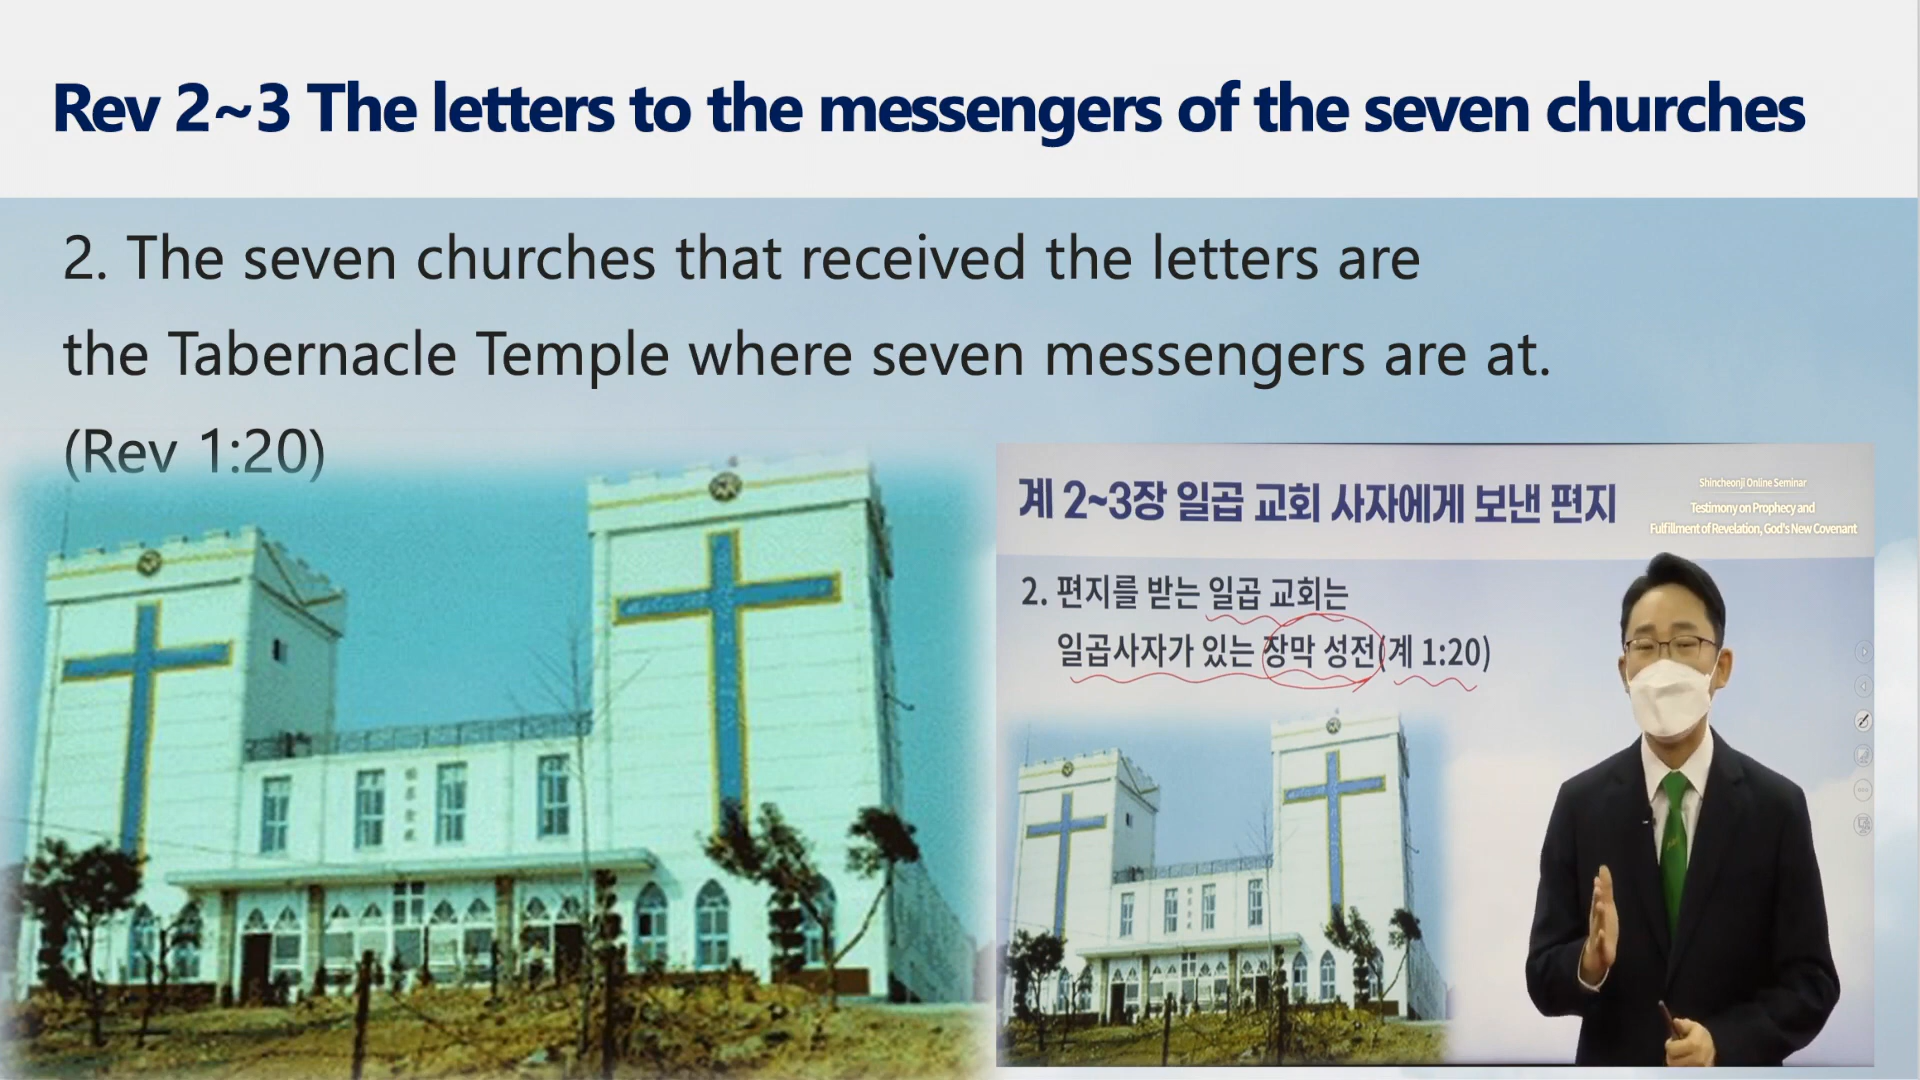 Rev 2~3 The letters to the messengers of the seven churches
2. The seven churches that received the letters are
the Tabernacle Temple where seven messengers are at.
(Rev 1:20)
계 2~3장 일곱 교회 사자에게 보낸 편지
Shincheonji Online Seminar
Testimony on Prophecy and
Fulfillment of Revelation, God's New Covenant
2. 편지를 받는 일곱 교회는
일곱사자가 있는 장막 성전(계 1:20)